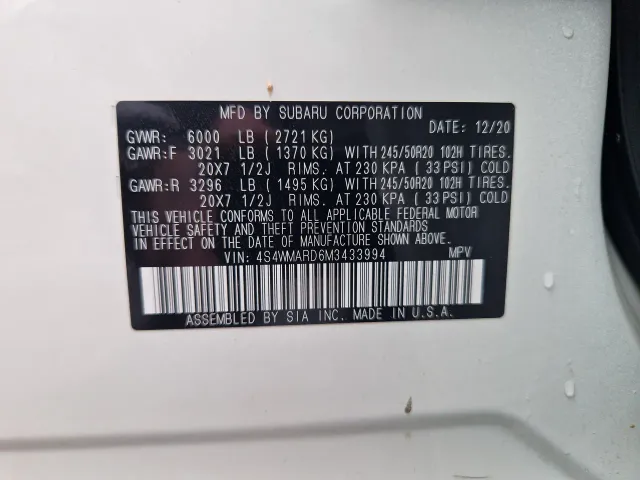 MFD BY SUBARU CORPORATION
DATE: 12/20
GVWR: 6000 LB ( 2721 KG)
GAWR:F 3021 LB ( 1370 KG) WITH 245/50R20 102H TIRES.
20X7 1/2J RIMS. AT 230 KPA ( 33 PSI) COLD
GAWR:R 3296 LB ( 1495 KG) WITH 245/50R20 102H TIRES.
20X7 1/2J RIMS. AT 230 KPA ( 33 PSI) COLD
THIS VEHICLE CONFORMS TO ALL APPLICABLE FEDERAL MOTOR
VEHICLE SAFETY AND THEFT PREVENTION STANDARDS
IN EFFECT ON THE DATE OF MANUFACTURE SHOWN ABOVE.
VIN: 4S4WMARD6M3433994 MPV
ASSEMBLED BY SIA INC. MADE IN U.S.A.